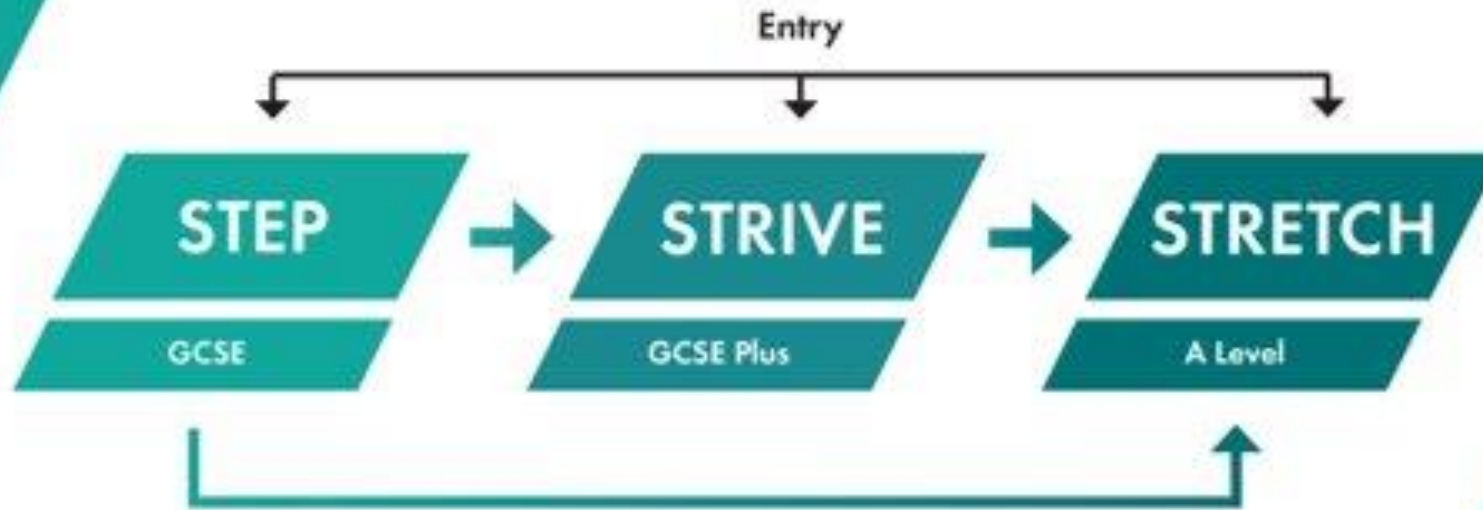 Entry
STEP
STRIVE
STRETCH
GCSE
GCSE Plus
A Level